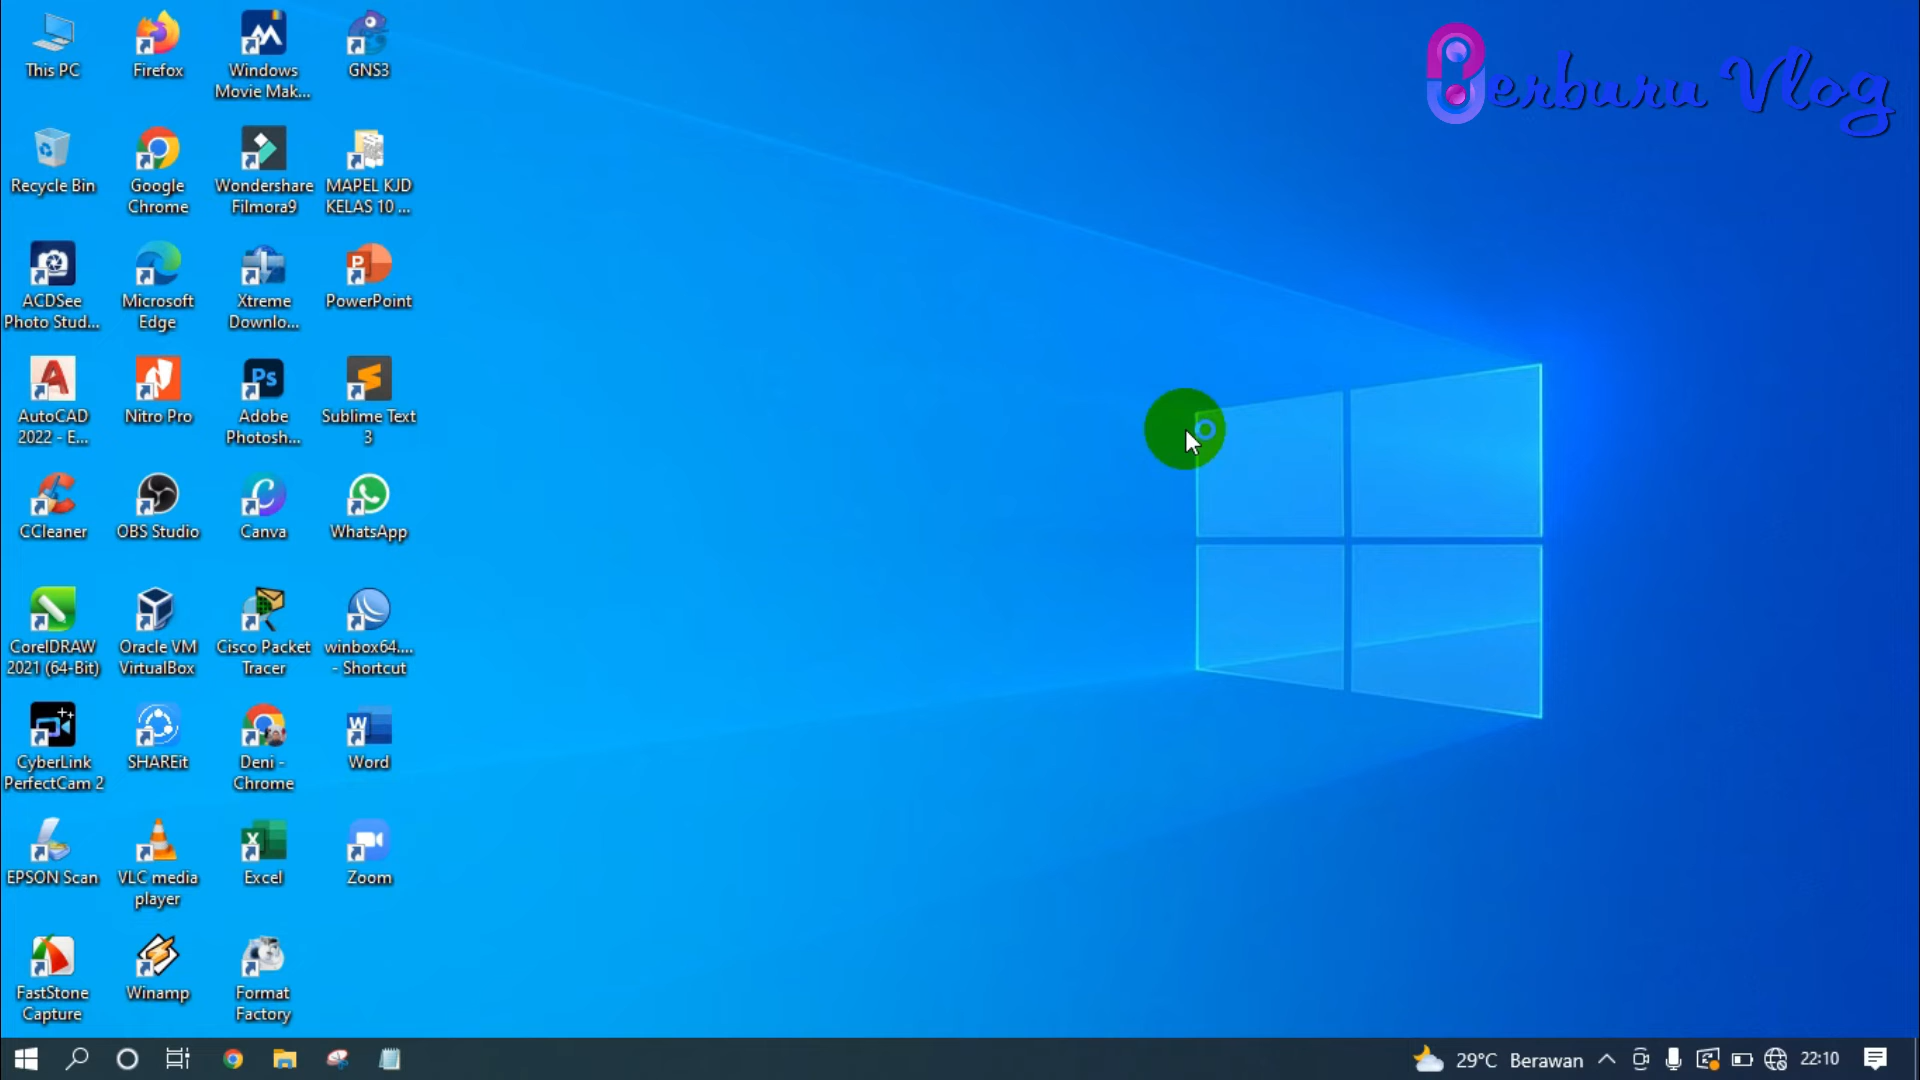 This PC
Firefox
Windows
Movie Mak...
GNS3
Recycle Bin
Google
Chrome
Wondershare
Filmora9
MAPEL KJD
KELAS 10 ...
ACDSee
Photo Stud...
Microsoft
Edge
Xtreme
Downlo...
PowerPoint
AutoCAD
2022 - E...
Nitro Pro
Adobe
Photosh...
Sublime Text
3
CCleaner
OBS Studio
Canva
WhatsApp
CorelDRAW
2021 (64-Bit)
Oracle VM
VirtualBox
Cisco Packet
Tracer
winbox64....
- Shortcut
CyberLink
PerfectCam 2
SHAREit
Deni -
Chrome
Word
EPSON Scan
VLC media
player
Excel
Zoom
FastStone
Capture
Winamp
Format
Factory
Berburu Vlog
29°C Berawan
22:10